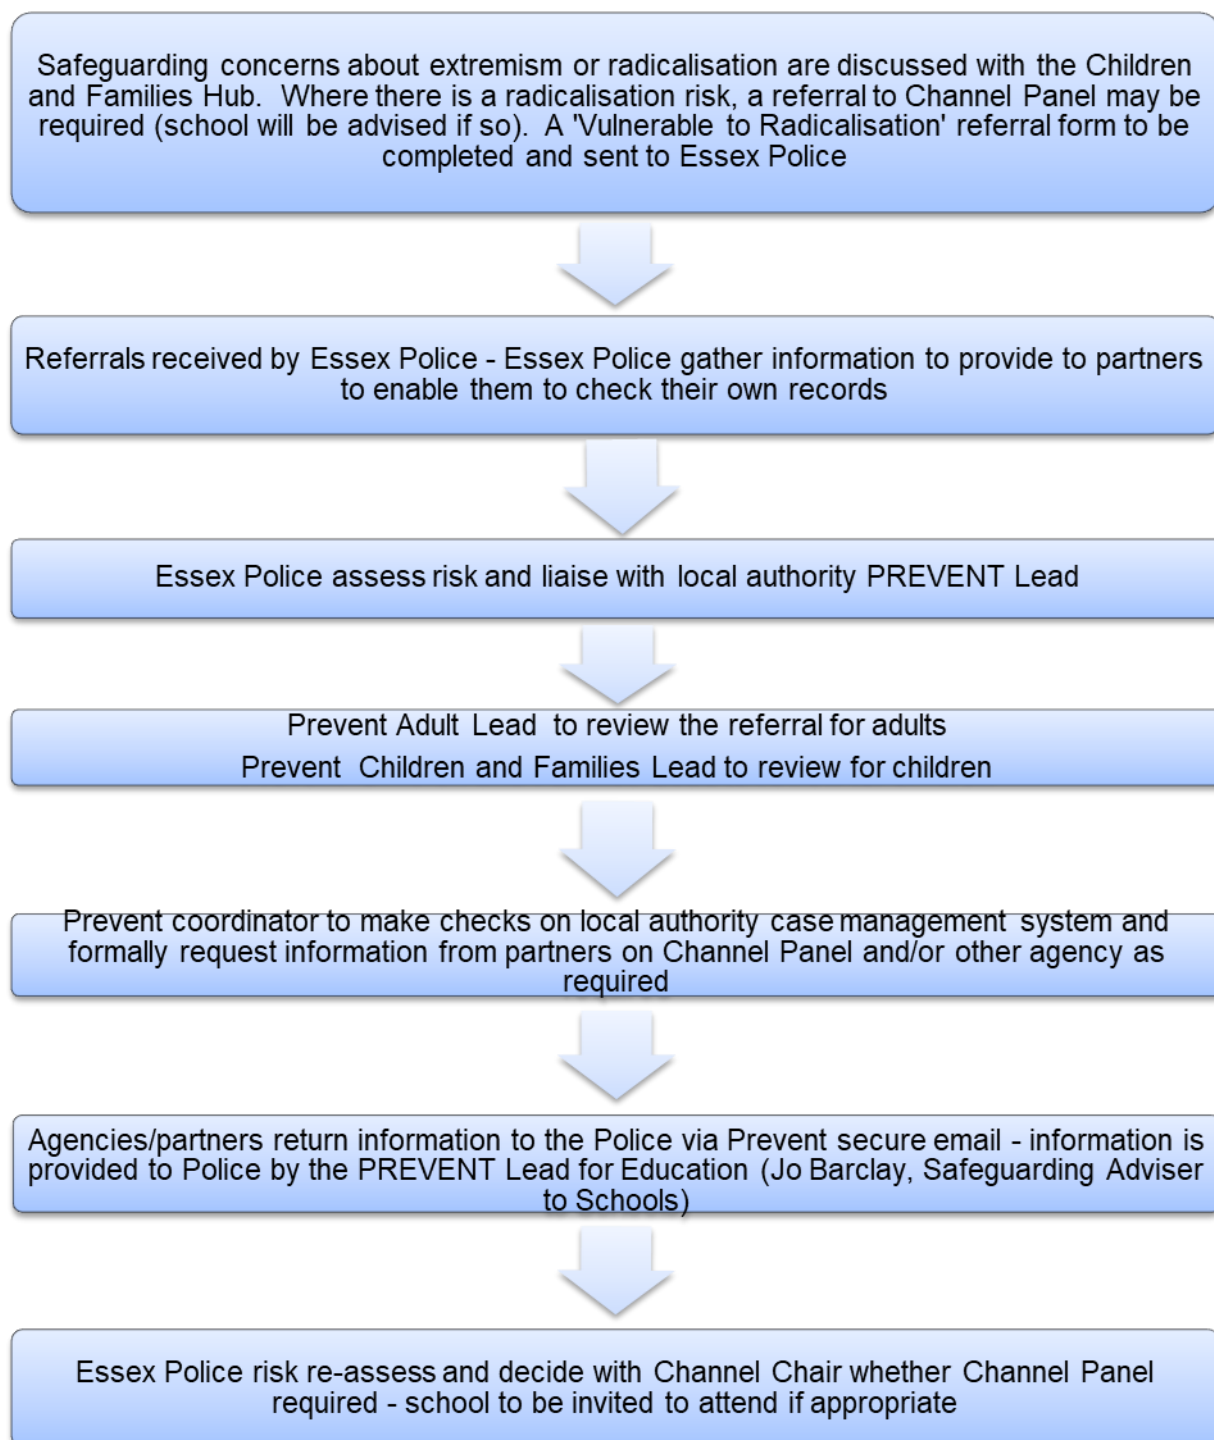 Safeguarding concerns about extremism or radicalisation are discussed with the Children
and Families Hub. Where there is a radicalisation risk, a referral to Channel Panel may be
required (school will be advised if so). A 'Vulnerable to Radicalisation' referral form to be
completed and sent to Essex Police
Referrals received by Essex Police - Essex Police gather information to provide to partners
to enable them to check their own records
Essex Police assess risk and liaise with local authority PREVENT Lead
Prevent Adult Lead to review the referral for adults
Prevent Children and Families Lead to review for children
Prevent coordinator to make checks on local authority case management system and
formally request information from partners on Channel Panel and/or other agency as
required
Agencies/partners return information to the Police via Prevent secure email - information is
provided to Police by the PREVENT Lead for Education (Jo Barclay, Safeguarding Adviser
to Schools)
Essex Police risk re-assess and decide with Channel Chair whether Channel Panel
required - school to be invited to attend if appropriate